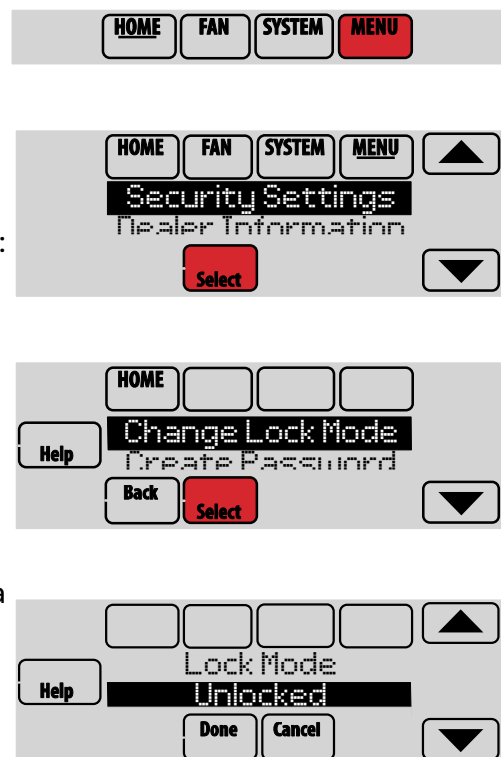 HOME FAN SYSTEM MENU
HOME FAN SYSTEM MENU
Security Settings
Dealer Information
:
Select
HOME
Change Lock Mode
Help
Create Password
Back Select
a
Lock Mode
Help Unlocked
Done Cancel